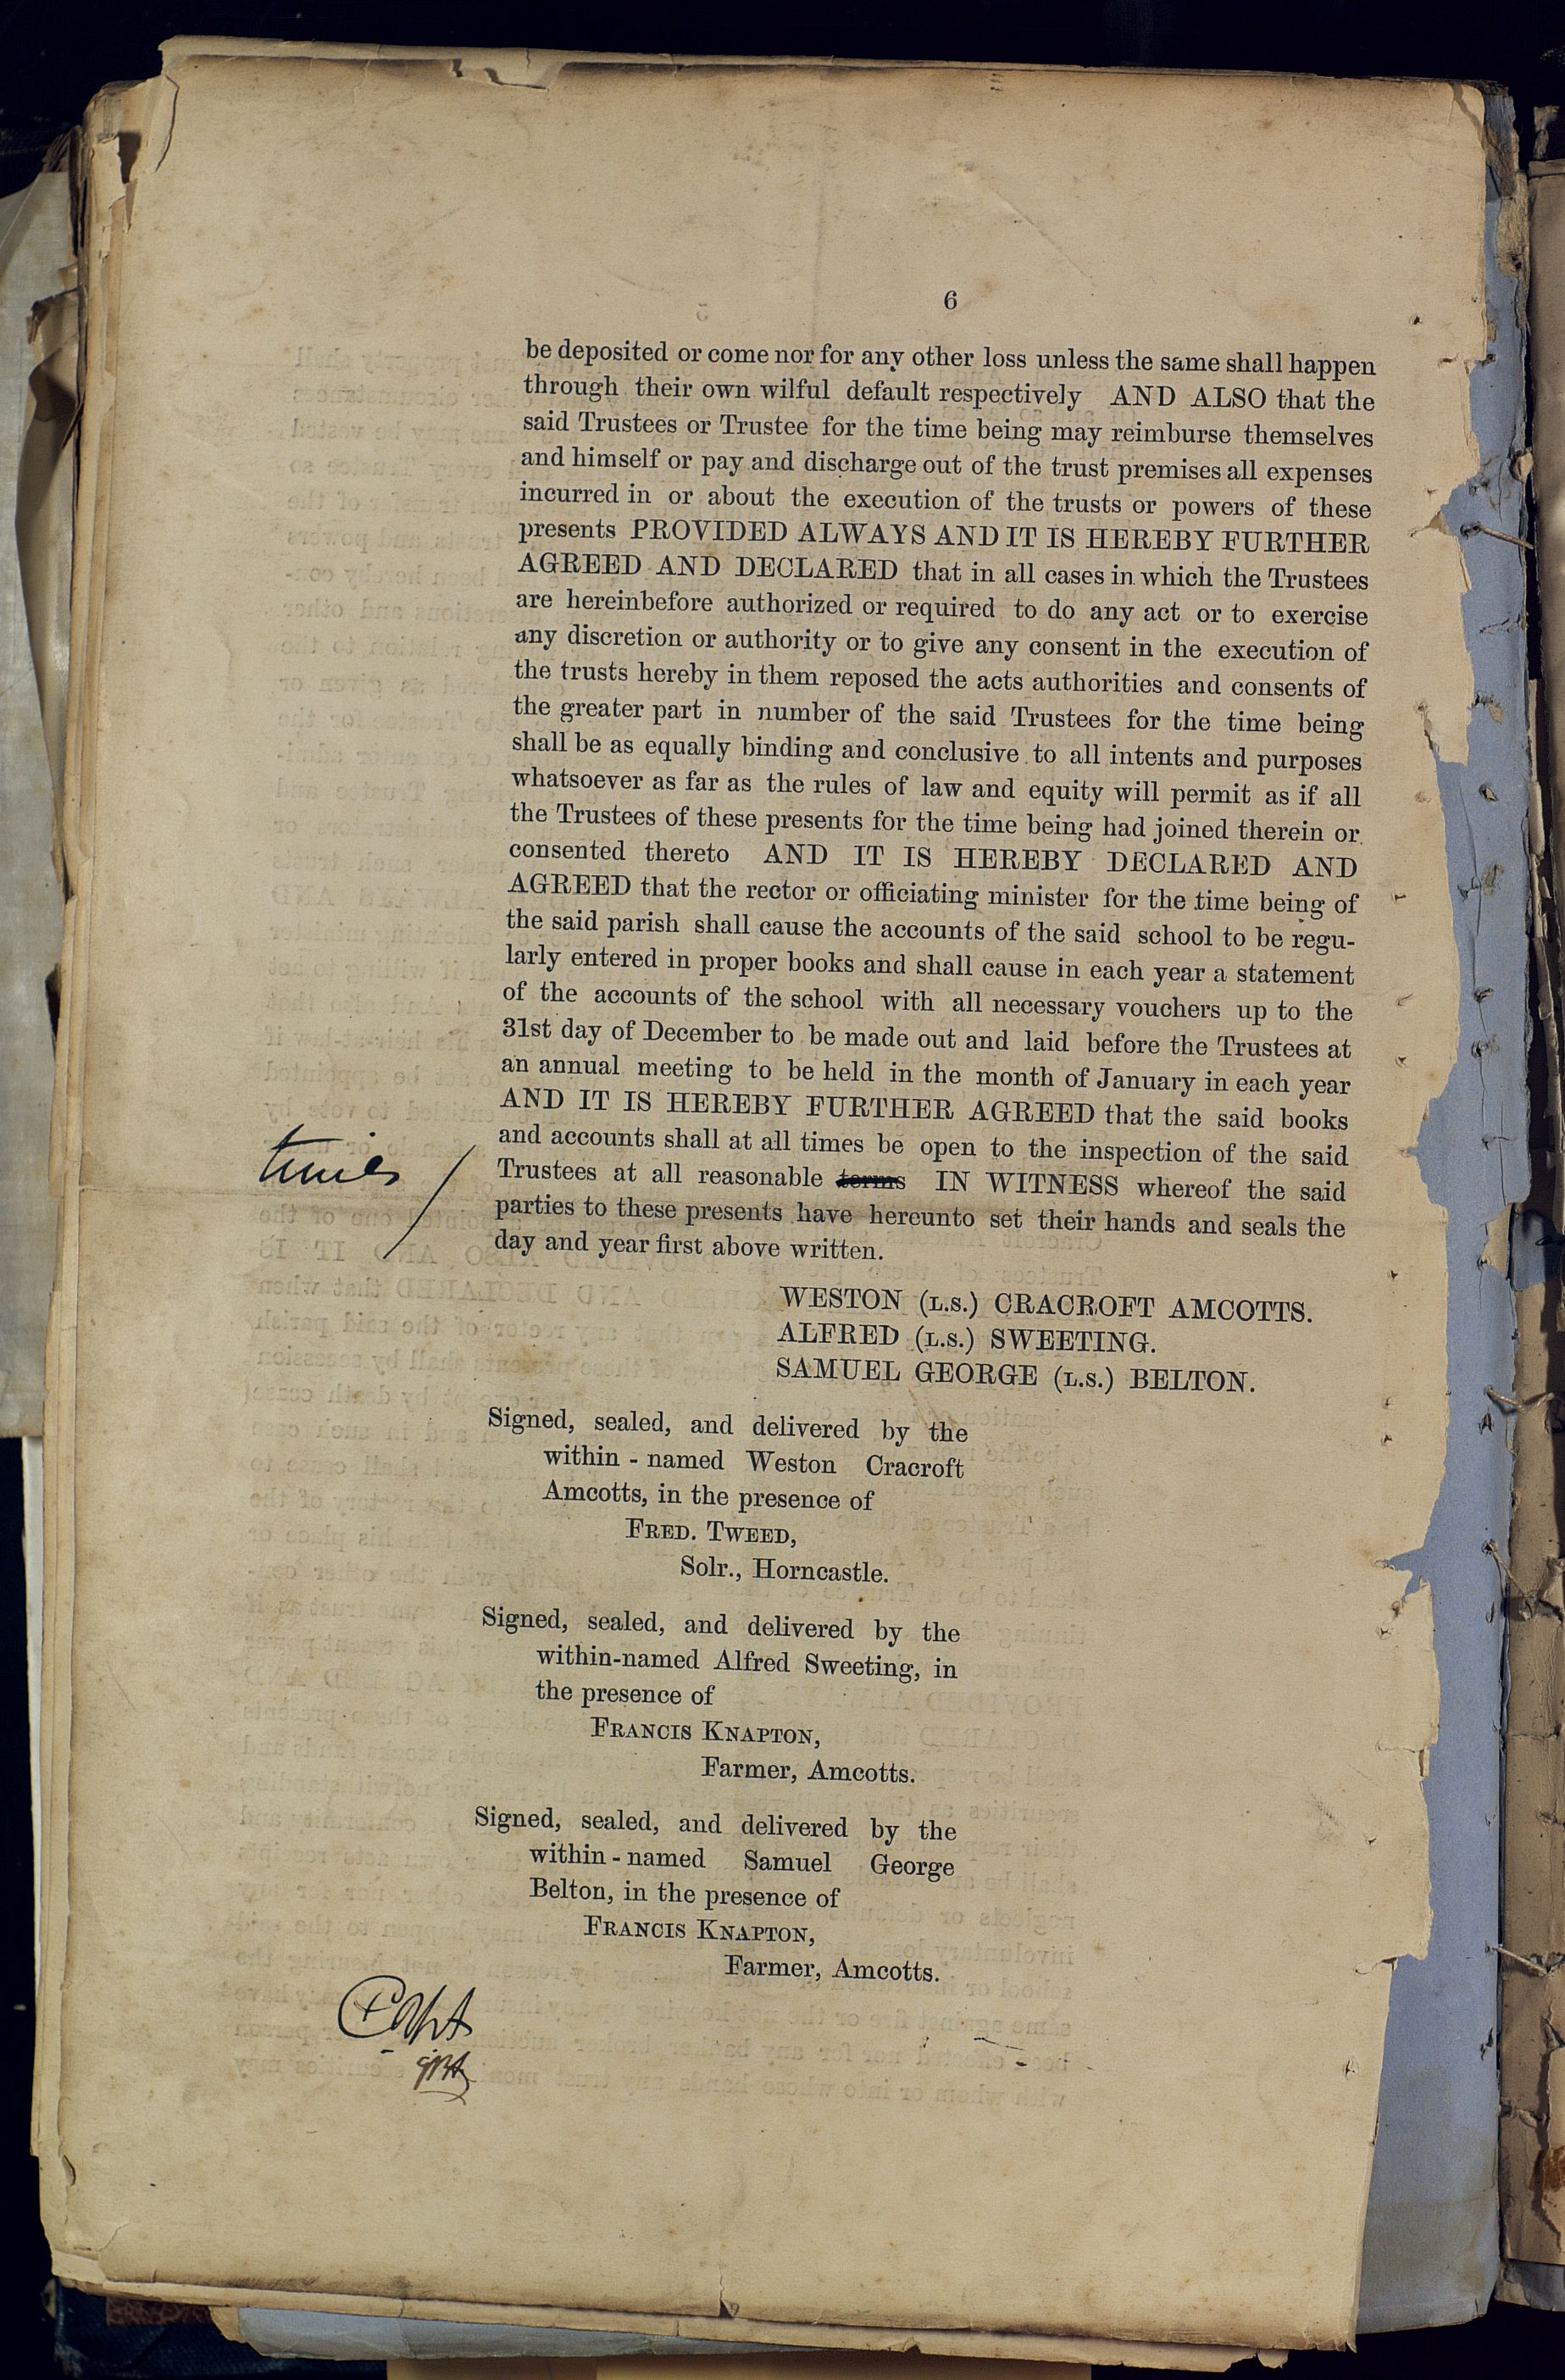 6
be deposited or come nor for any other loss unless the same shall happen
through their own wilful default respectively AND ALSO that the
said Trustees or Trustee for the time being may reimburse themselves
and himself or pay and discharge out of the trust premises all expenses
incurred in or about the execution of the trusts or powers of these
presents PROVIDED ALWAYS AND IT IS HEREBY FURTHER
AGREED AND DECLARED that in all cases in which the Trustees
are hereinbefore authorized or required to do any act or to exercise
any discretion or authority or to give any consent in the execution of
the trusts hereby in them reposed the acts authorities and consents of
the greater part in number of the said Trustees for the time being
shall be as equally binding and conclusive to all intents and purposes
whatsoever as far as the rules of law and equity will permit as if all
the Trustees of these presents for the time being had joined therein or
consented thereto AND IT IS HEREBY DECLARED AND
AGREED that the rector or officiating minister for the time being of
the said parish shall cause the accounts of the said school to be regu-
larly entered in proper books and shall cause in each year a statement
of the accounts of the school with all necessary vouchers up to the
31st day of December to be made out and laid before the Trustees at
an annual meeting to be held in the month of January in each year
AND IT IS HEREBY FURTHER AGREED that the said books
and accounts shall at all times be open to the inspection of the said
times /
Trustees at all reasonable terms IN WITNESS whereof the said
parties to these presents have hereunto set their hands and seals the
day and year first above written.
WESTON (L.S.) CRACROFT AMCOTTS.
ALFRED (L.S.) SWEETING.
SAMUEL GEORGE (L.S.) BELTON.
Signed, sealed, and delivered by the
within-named Weston Cracroft
Amcotts, in the presence of
FRED. TWEED,
Solr., Horncastle.
Signed, sealed, and delivered by the
within-named Alfred Sweeting, in
the presence of
FRANCIS KNAPTON,
Farmer, Amcotts.
Signed, sealed, and delivered by the
within-named Samuel George
Belton, in the presence of
FRANCIS KNAPTON,
Farmer, Amcotts.